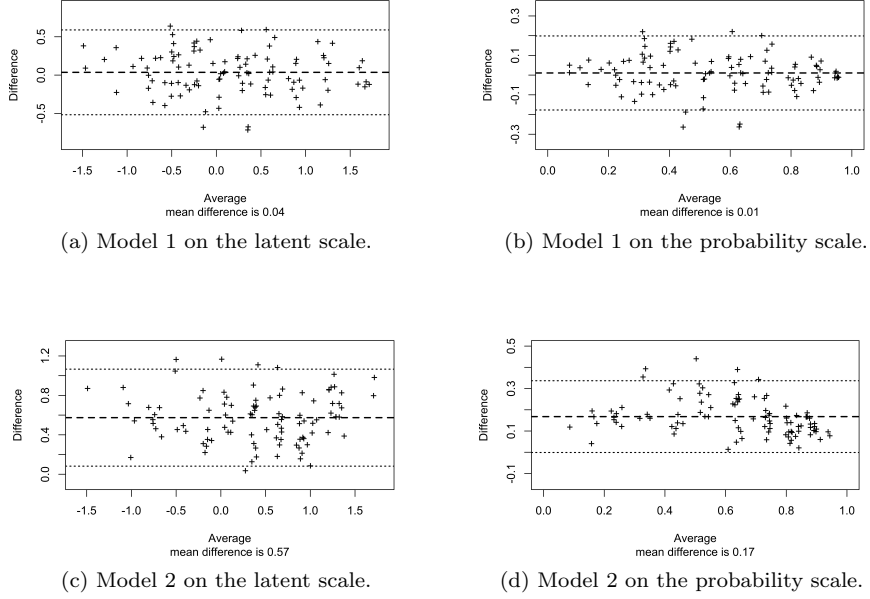 Difference
0.5
0.0
-0.5
-1.5
-1.0
-0.5
0.0
0.5
1.0
1.5
Average
mean difference is 0.04
(a) Model 1 on the latent scale.
Difference
0.3
0.1
-0.1
-0.3
0.0
0.2
0.4
0.6
0.8
1.0
Average
mean difference is 0.01
(b) Model 1 on the probability scale.
Difference
1.2
0.8
0.4
0.0
-1.5
-1.0
-0.5
0.0
0.5
1.0
1.5
Average
mean difference is 0.57
(c) Model 2 on the latent scale.
Difference
0.5
0.3
0.1
-0.1
0.0
0.2
0.4
0.6
0.8
1.0
Average
mean difference is 0.17
(d) Model 2 on the probability scale.